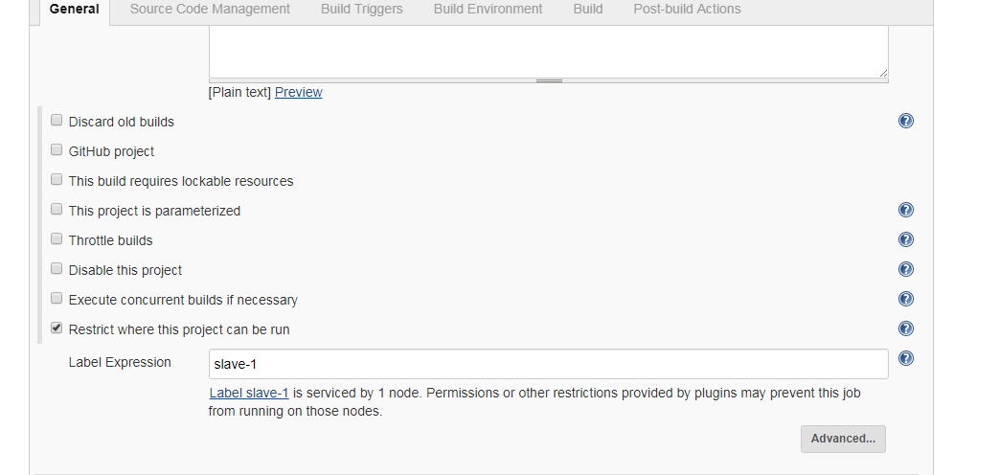 General Source Code Management Build Triggers Build Environment Build Post-build Actions
[Plain text] Preview
Discard old builds
GitHub project
This build requires lockable resources
This project is parameterized
Throttle builds
Disable this project
Execute concurrent builds if necessary
Restrict where this project can be run
Label Expression slave-1
Label slave-1 is serviced by 1 node. Permissions or other restrictions provided by plugins may prevent this job
from running on those nodes.
Advanced...